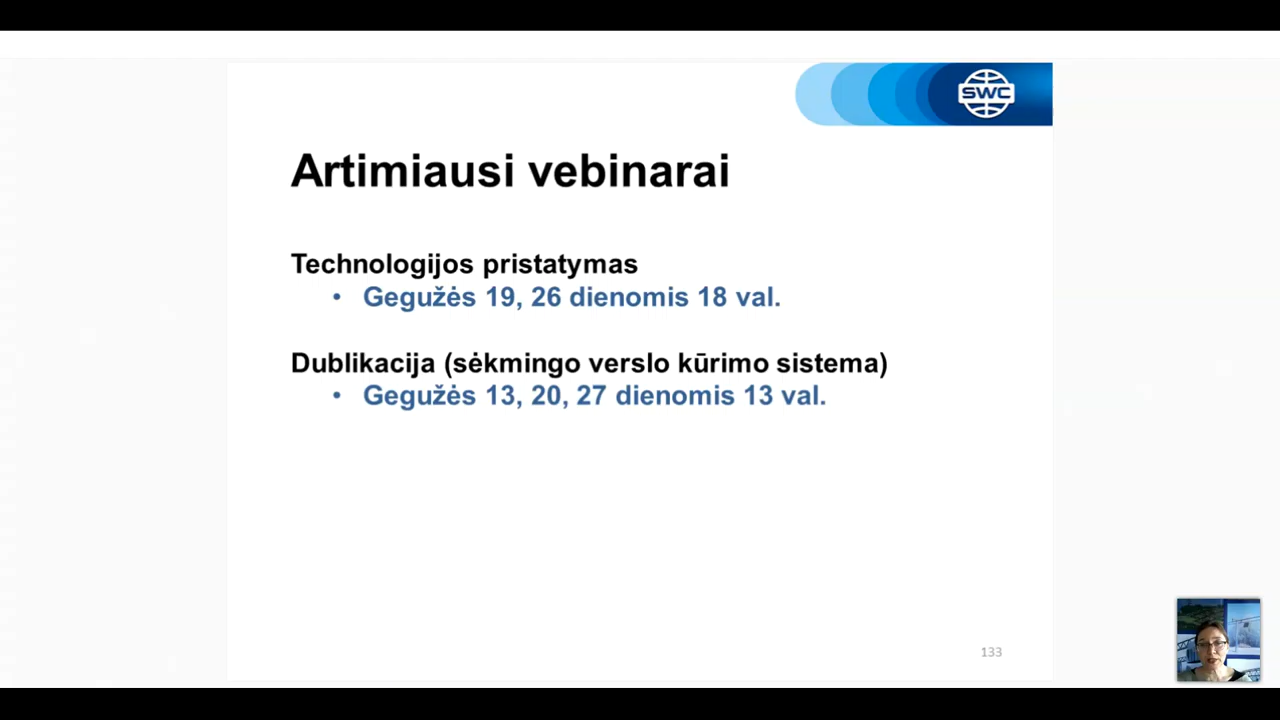 SWC
Artimiausi vebinarai
Technologijos pristatymas
• Gegužės 19, 26 dienomis 18 val.
Dublikacija (sėkmingo verslo kūrimo sistema)
• Gegužės 13, 20, 27 dienomis 13 val.
133